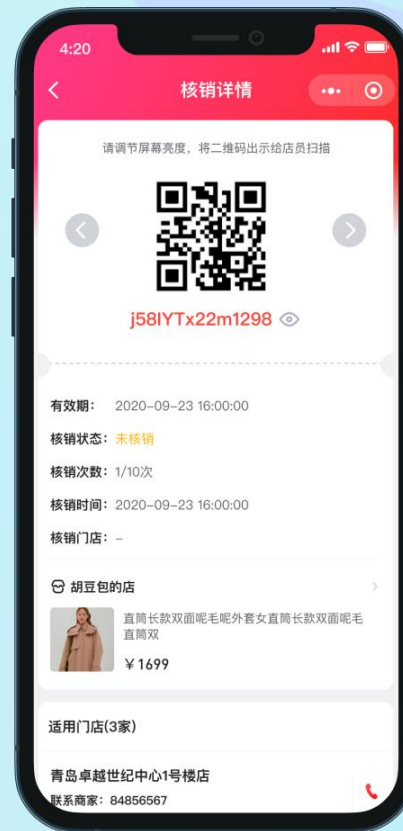 4:20
核销详情
请调节屏幕亮度，将二维码出示给店员扫描
j58IYTx22m1298
有效期： 2020-09-23 16:00:00
核销状态：未核销
核销次数：1/10次
核销时间：2020-09-23 16:00:00
核销门店：-
胡豆包的店
直筒长款双面呢毛呢外套女直筒长款双面呢毛
直筒双
￥1699
适用门店(3家)
青岛卓越世纪中心1号楼店
联系商家：84856567